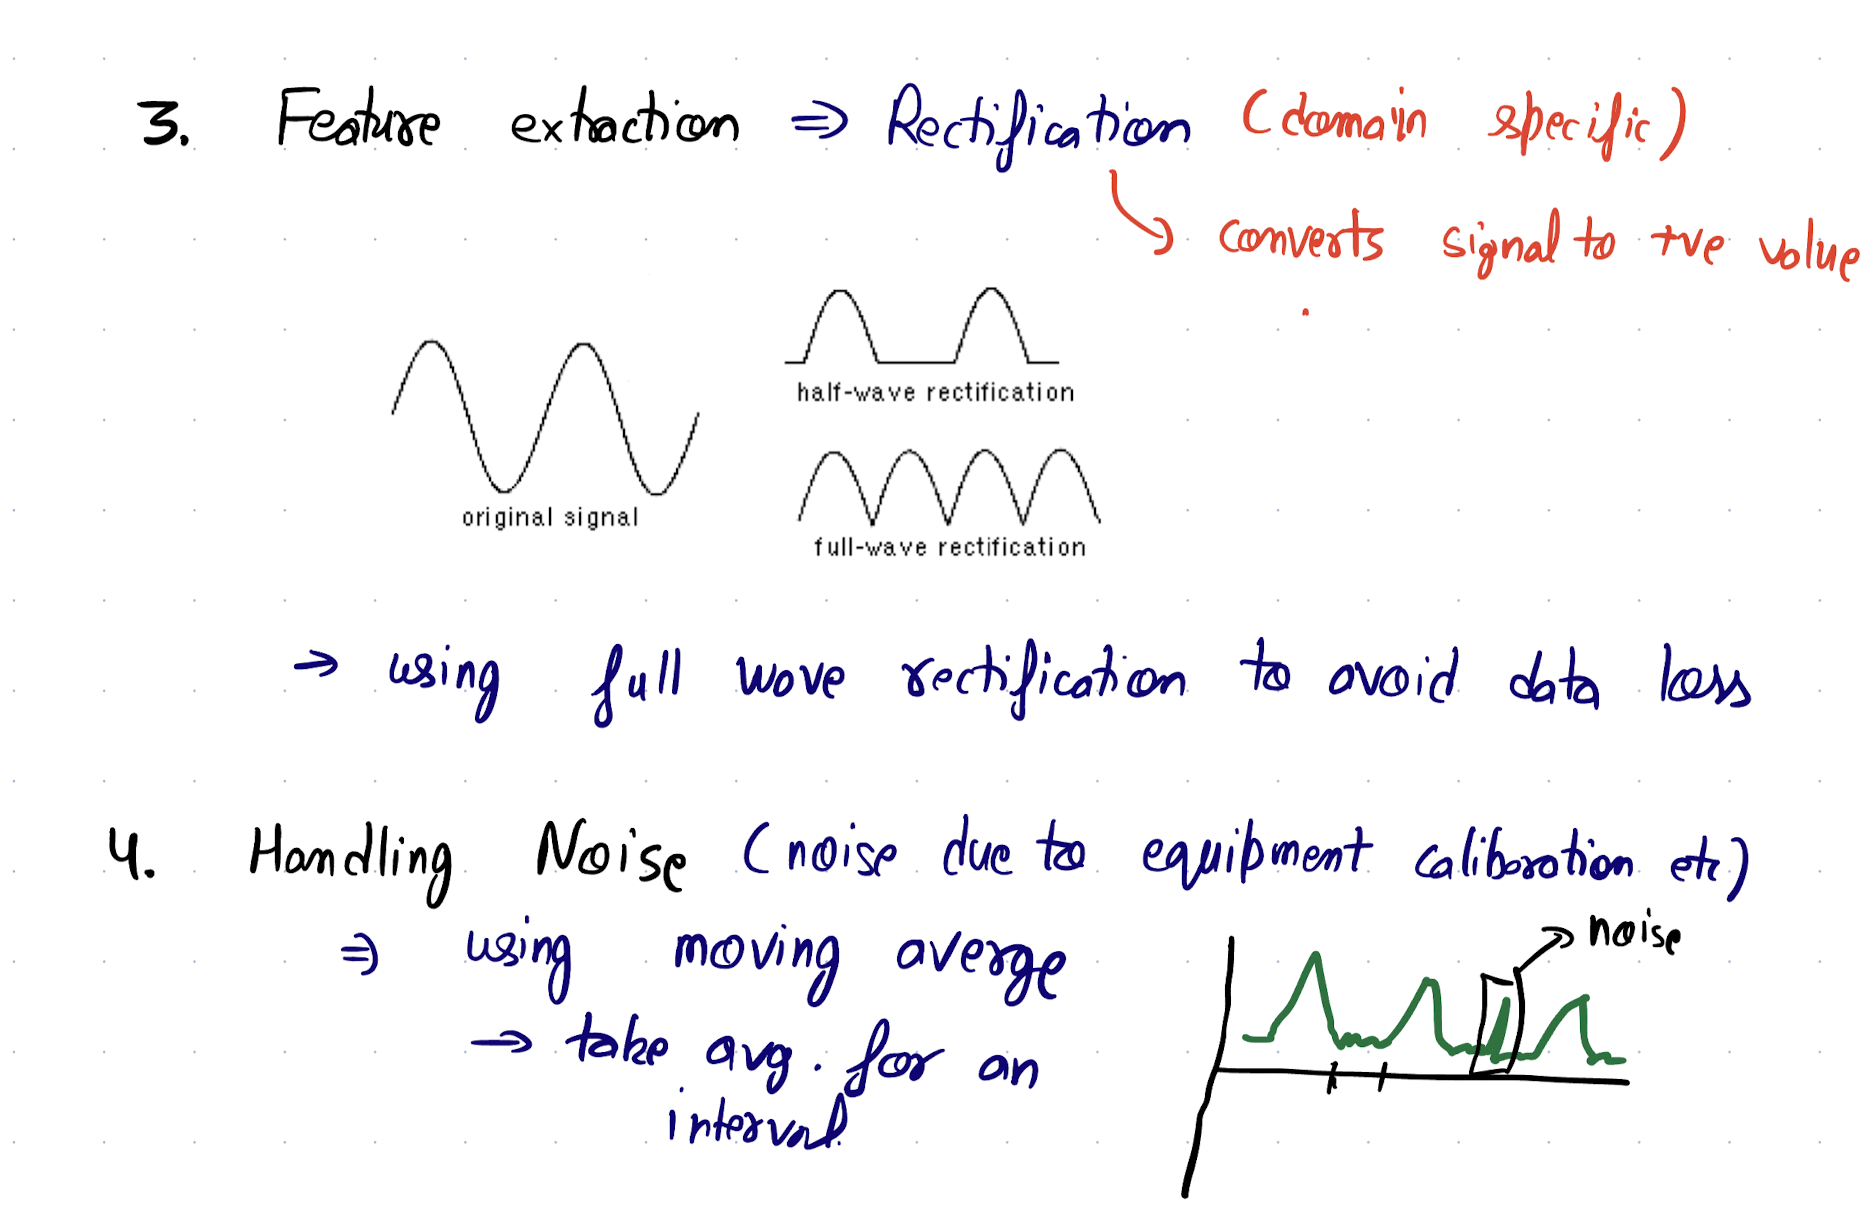 3. Feature extraction ⇒ Rectification (domain specific)
↳ converts signal to +ve value
half-wave rectification
original signal
full-wave rectification
→ using full wave rectification to avoid data loss
4. Handling Noise (noise due to equipment caliboration etc)
→ noise
⇒ using moving averge
→ take avg. for an
interval